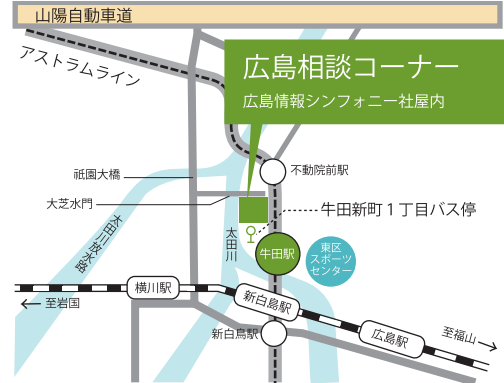 山陽自動車道
アストラムライン
広島相談コーナー
広島情報シンフォニー社屋内
不動院前駅
祇園大橋
大芝水門
牛田新町1丁目バス停
大田川放水路
太田川
牛田駅
東区
スポーツ
センター
横川駅
新白島駅
至岩国
新白鳥駅
広島駅
至福山